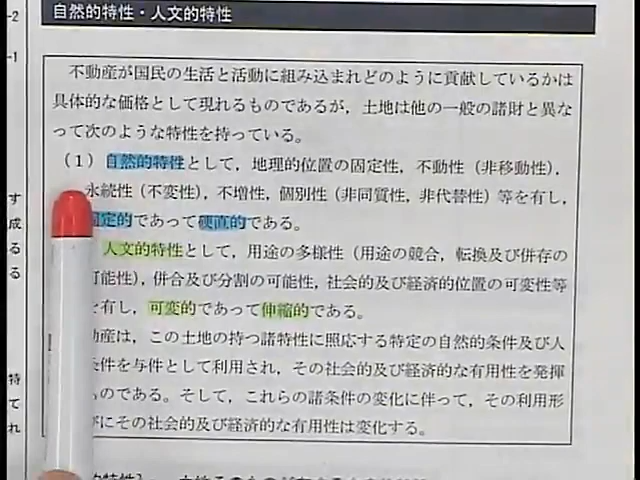 -2
自然的特性・人文的特性
-1
不動産が国民の生活と活動に組み込まれどのように貢献しているかは
具体的な価格として現れるものであるが，土地は他の一般の諸財と異な
って次のような特性を持っている。
（1）自然的特性として，地理的位置の固定性，不動性（非移動性），
永続性（不変性），不増性，個別性（非同質性，非代替性）等を有し，
固定的であって硬直的である。
人文的特性として，用途の多様性（用途の競合，転換及び併存の
可能性），併合及び分割の可能性，社会的及び経済的位置の可変性等
を有し，可変的であって伸縮的である。
動産は，この土地の持つ諸特性に照応する特定の自然的条件及び人
条件を与件として利用され，その社会的及び経済的な有用性を発揮
ものである。そして，これらの諸条件の変化に伴って，その利用形
にその社会的及び経済的な有用性は変化する。
す
成
る
る
特
て
れ